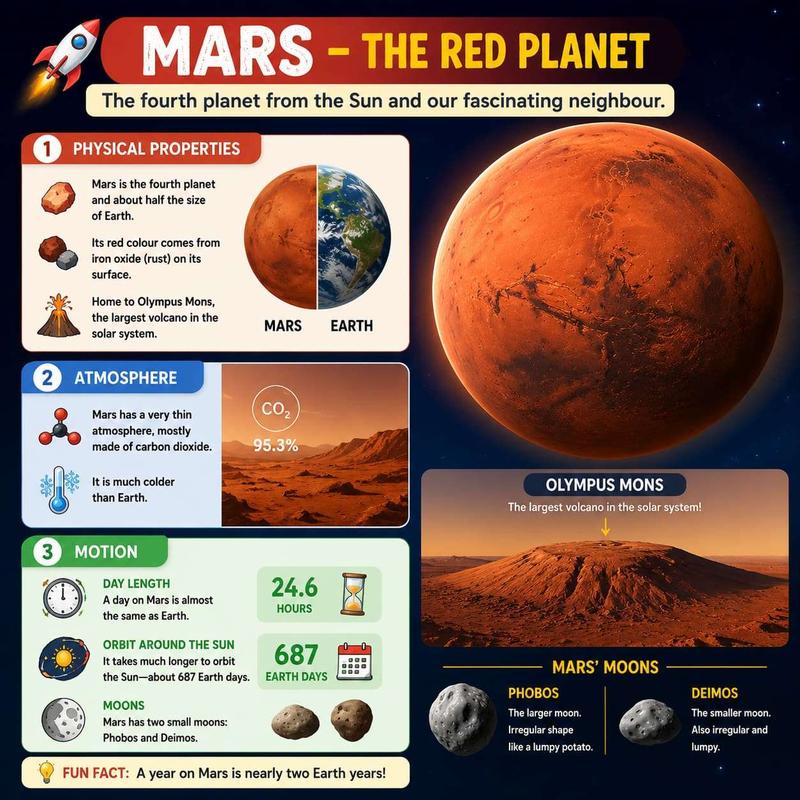 MARS – THE RED PLANET
The fourth planet from the Sun and our fascinating neighbour.
1 PHYSICAL PROPERTIES
Mars is the fourth planet
and about half the size
of Earth.
Its red colour comes from
iron oxide (rust) on its
surface.
Home to Olympus Mons,
the largest volcano in the
solar system.
MARS EARTH
2 ATMOSPHERE
Mars has a very thin
atmosphere, mostly
made of carbon dioxide.
It is much colder
than Earth.
CO₂
95.3%
3 MOTION
DAY LENGTH
A day on Mars is almost
the same as Earth.
24.6
HOURS
ORBIT AROUND THE SUN
It takes much longer to orbit
the Sun—about 687 Earth days.
687
EARTH DAYS
MOONS
Mars has two small moons:
Phobos and Deimos.
FUN FACT: A year on Mars is nearly two Earth years!
OLYMPUS MONS
The largest volcano in the solar system!
MARS' MOONS
PHOBOS
The larger moon.
Irregular shape
like a lumpy potato.
DEIMOS
The smaller moon.
Also irregular and
lumpy.